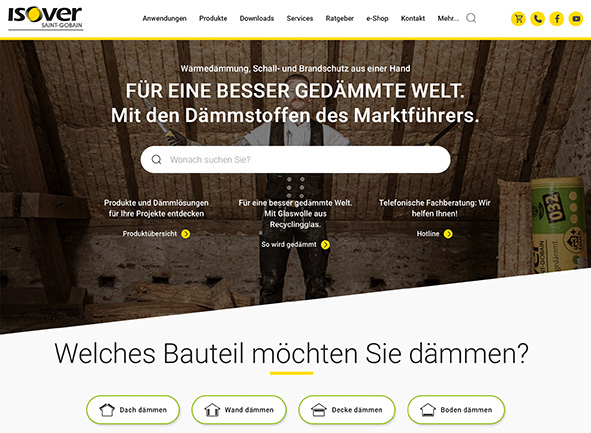 ISOVER
SAINT-GOBAIN
Anwendungen Produkte Downloads Services Ratgeber e-Shop Kontakt Mehr...
Wärmedämmung, Schall- und Brandschutz aus einer Hand
FÜR EINE BESSER GEDÄMMTE WELT.
Mit den Dämmstoffen des Marktführers.
Wonach suchen Sie?
Produkte und Dämmlösungen
für Ihre Projekte entdecken
Produktübersicht
Für eine besser gedämmte Welt.
Mit Glaswolle aus
Recyclingglas.
So wird gedämmt
Telefonische Fachberatung: Wir
helfen Ihnen!
Hotline
032
Welches Bauteil möchten Sie dämmen?
Dach dämmen
Wand dämmen
Decke dämmen
Boden dämmen